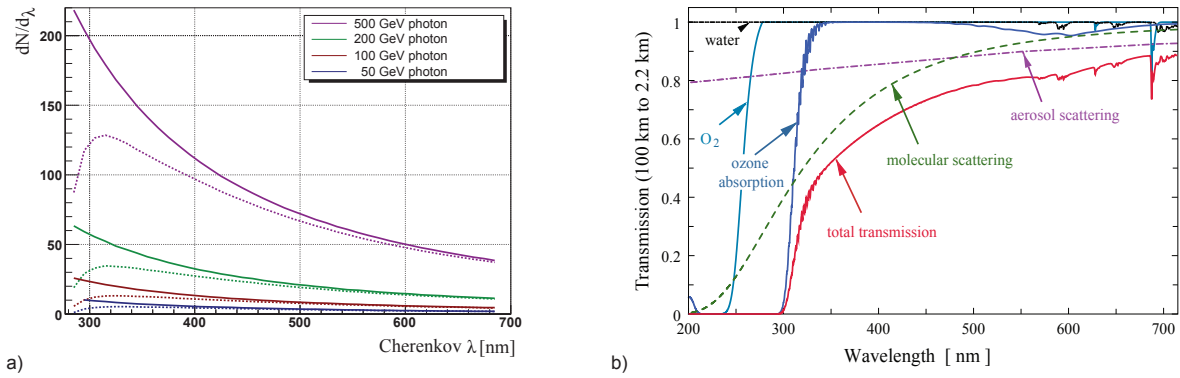 dN/dλ
500 GeV photon
200 GeV photon
100 GeV photon
50 GeV photon
200
150
100
50
0
300
400
500
600
700
Cherenkov λ [nm]
a)
Transmission (100 km to 2.2 km)
1
0.8
0.6
0.4
0.2
0
water
O2
ozone
absorption
aerosol scattering
molecular scattering
total transmission
200
300
400
500
600
700
Wavelength [ nm ]
b)